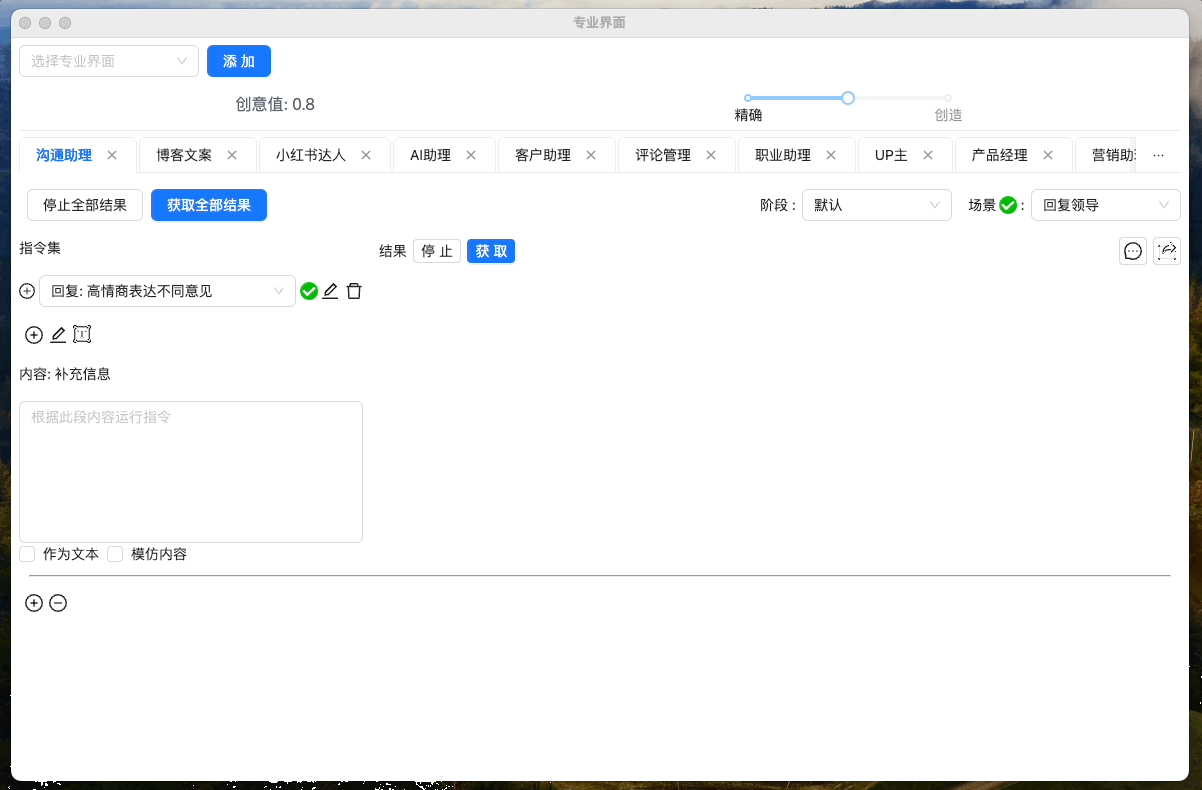 专业界面
选择专业界面 添 加
创意值: 0.8
精确 创造
沟通助理 博客文案 小红书达人 AI助理 客户助理 评论管理 职业助理 UP主 产品经理 营销助 ···
停止全部结果 获取全部结果 阶段 : 默认 场景 : 回复领导
指令集 结果 停 止 获 取
回复: 高情商表达不同意见
内容: 补充信息
根据此段内容运行指令
作为文本 模仿内容